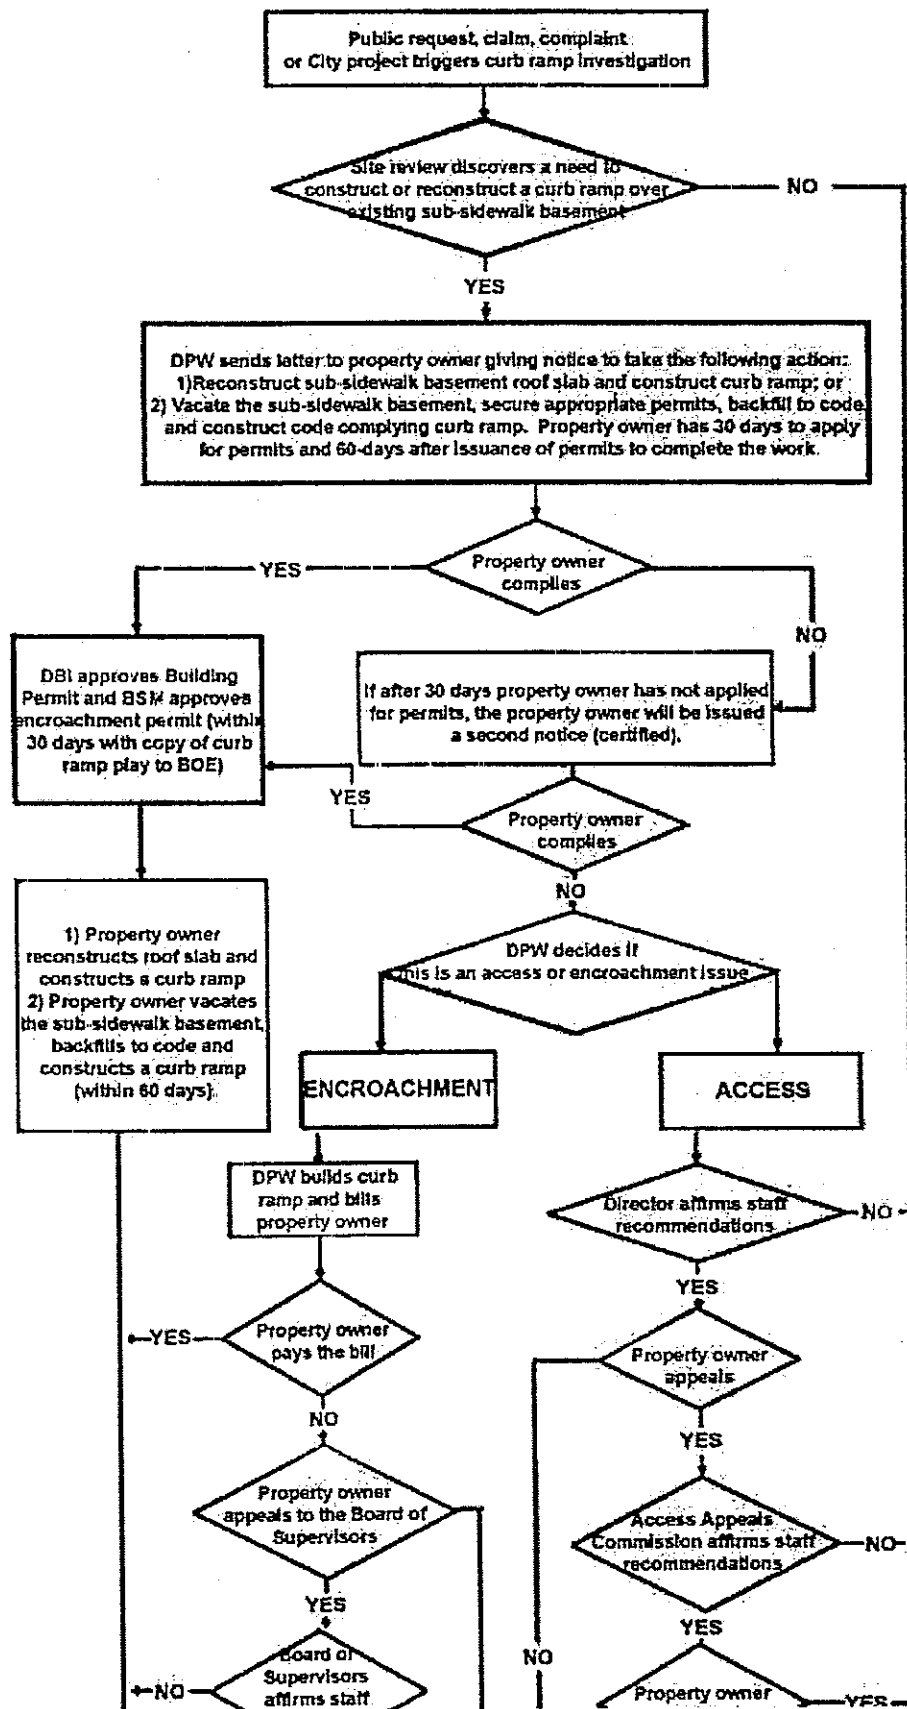 Public request, claim, complaint
or City project triggers curb ramp investigation
Site review discovers a need to
construct or reconstruct a curb ramp over
existing sub-sidewalk basement
NO
YES
DPW sends latter to property owner giving notice to take the following action:
1)Reconstruct sub-sidewalk basement roof slab and construct curb ramp; or
2) Vacate the sub-sidewalk basement, secure appropriate permits, backfill to code
and construct code complying curb ramp. Property owner has 30 days to apply
for permits and 60-days after issuance of permits to complete the work.
Property owner
complies
YES
NO
DBI approves Building
Permit and BSM approves
encroachment permit (within
30 days with copy of curb
ramp play to BOE)
If after 30 days property owner has not applied
for permits, the property owner will be issued
a second notice (certified).
YES
Property owner
complies
NO
1) Property owner
reconstructs roof slab and
constructs a curb ramp
2) Property owner vacates
the sub-sidewalk basement,
backfills to code and
constructs a curb ramp
(within 60 days).
DPW decides if
this is an access or encroachment issue
ENCROACHMENT
ACCESS
DPW builds curb
ramp and bills
property owner
Director affirms staff
recommendations
NO
YES
Property owner
pays the bill
YES
Property owner
appeals
NO
YES
Property owner
appeals to the Board of
Supervisors
Access Appeals
Commission affirms staff
recommendations
NO
YES
YES
NO
Board of
Supervisors
affirms staff
NO
Property owner
YES